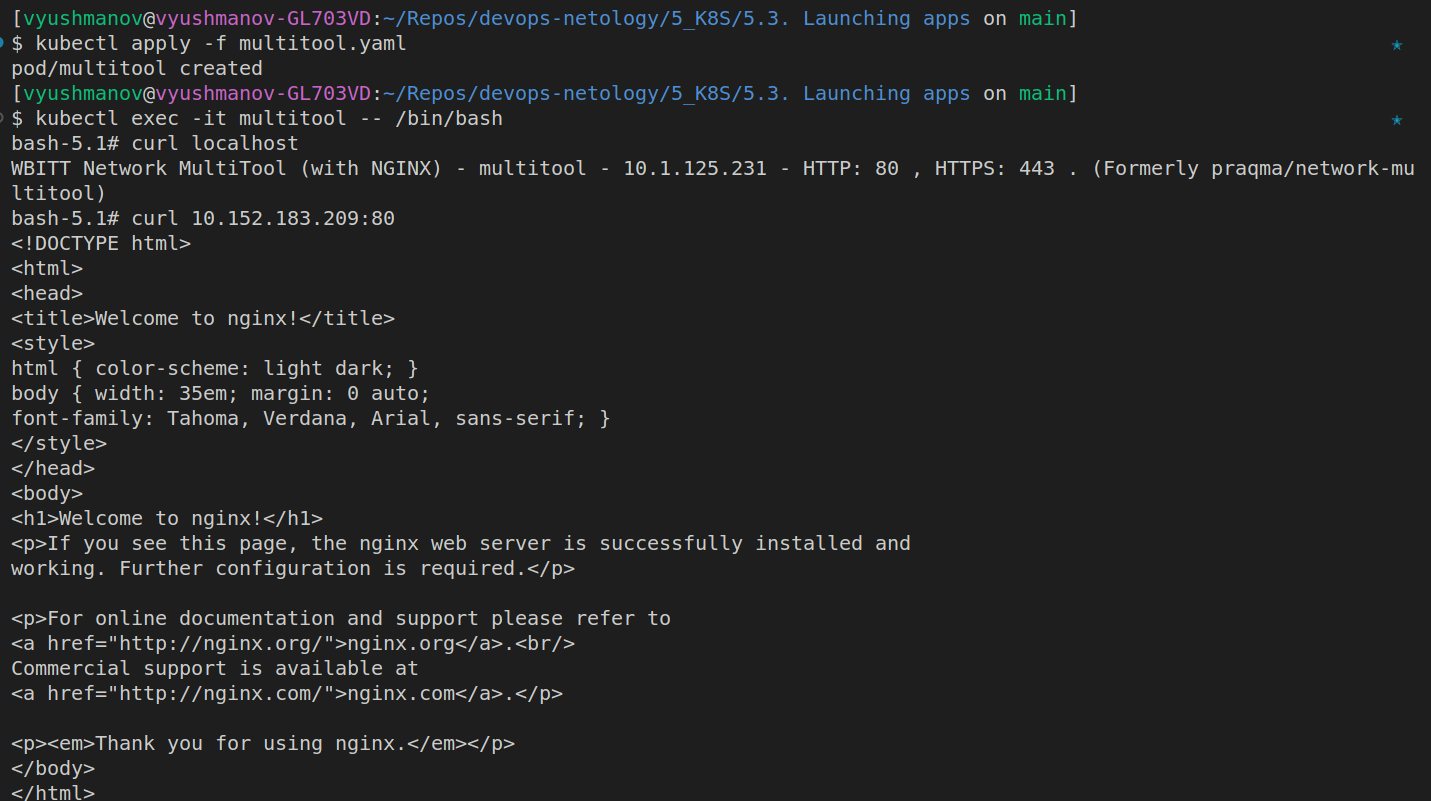 [vyushmanov@vyushmanov-GL703VD:~/Repos/devops-netology/5_K8S/5.3. Launching apps on main]
$ kubectl apply -f multitool.yaml
pod/multitool created
[vyushmanov@vyushmanov-GL703VD:~/Repos/devops-netology/5_K8S/5.3. Launching apps on main]
$ kubectl exec -it multitool -- /bin/bash
bash-5.1# curl localhost
WBITT Network MultiTool (with NGINX) - multitool - 10.1.125.231 - HTTP: 80 , HTTPS: 443 . (Formerly praqma/network-mu
ltitool)
bash-5.1# curl 10.152.183.209:80
<!DOCTYPE html>
<html>
<head>
<title>Welcome to nginx!</title>
<style>
html { color-scheme: light dark; }
body { width: 35em; margin: 0 auto;
font-family: Tahoma, Verdana, Arial, sans-serif; }
</style>
</head>
<body>
<h1>Welcome to nginx!</h1>
<p>If you see this page, the nginx web server is successfully installed and
working. Further configuration is required.</p>

<p>For online documentation and support please refer to
<a href="http://nginx.org/">nginx.org</a>.<br/>
Commercial support is available at
<a href="http://nginx.com/">nginx.com</a>.</p>

<p><em>Thank you for using nginx.</em></p>
</body>
</html>